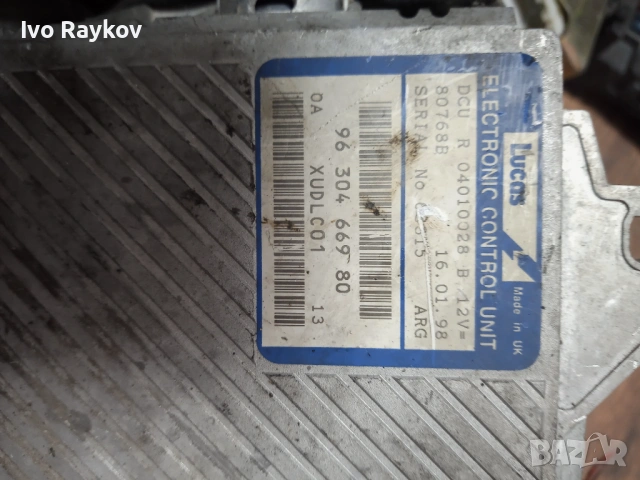 Ivo Raykov
LUCAS
Made in UK
ELECTRONIC CONTROL UNIT
DCU R 04010028 B 12V=
80768B 16.01.98
SERIAL No ARG
96 304 669 80
0A XUDLC01 13
BAZAR